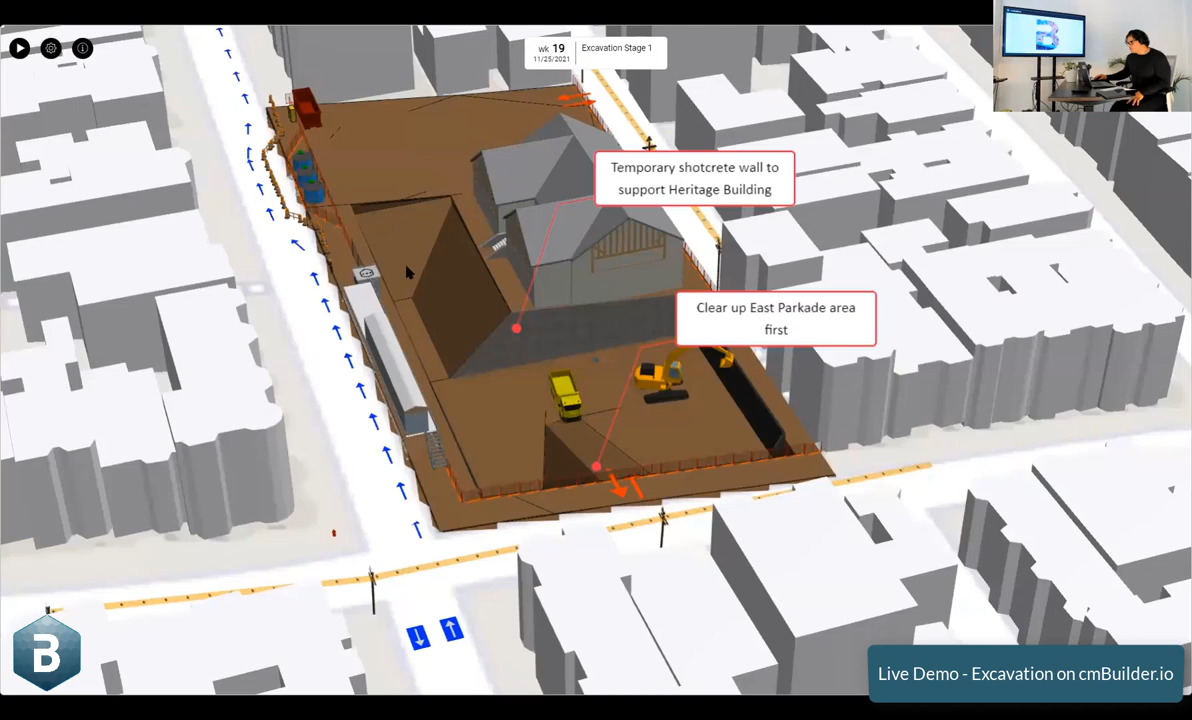 wk 19
11/25/2021
Excavation Stage 1
B
Temporary shotcrete wall to
support Heritage Building
Clear up East Parkade area
first
B
Live Demo - Excavation on cmBuilder.io